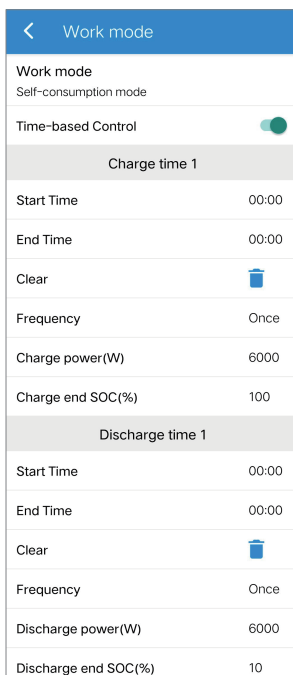 Work mode
Work mode
Self-consumption mode
Time-based Control
Charge time 1
Start Time 00:00
End Time 00:00
Clear
Frequency Once
Charge power(W) 6000
Charge end SOC(%) 100
Discharge time 1
Start Time 00:00
End Time 00:00
Clear
Frequency Once
Discharge power(W) 6000
Discharge end SOC(%) 10